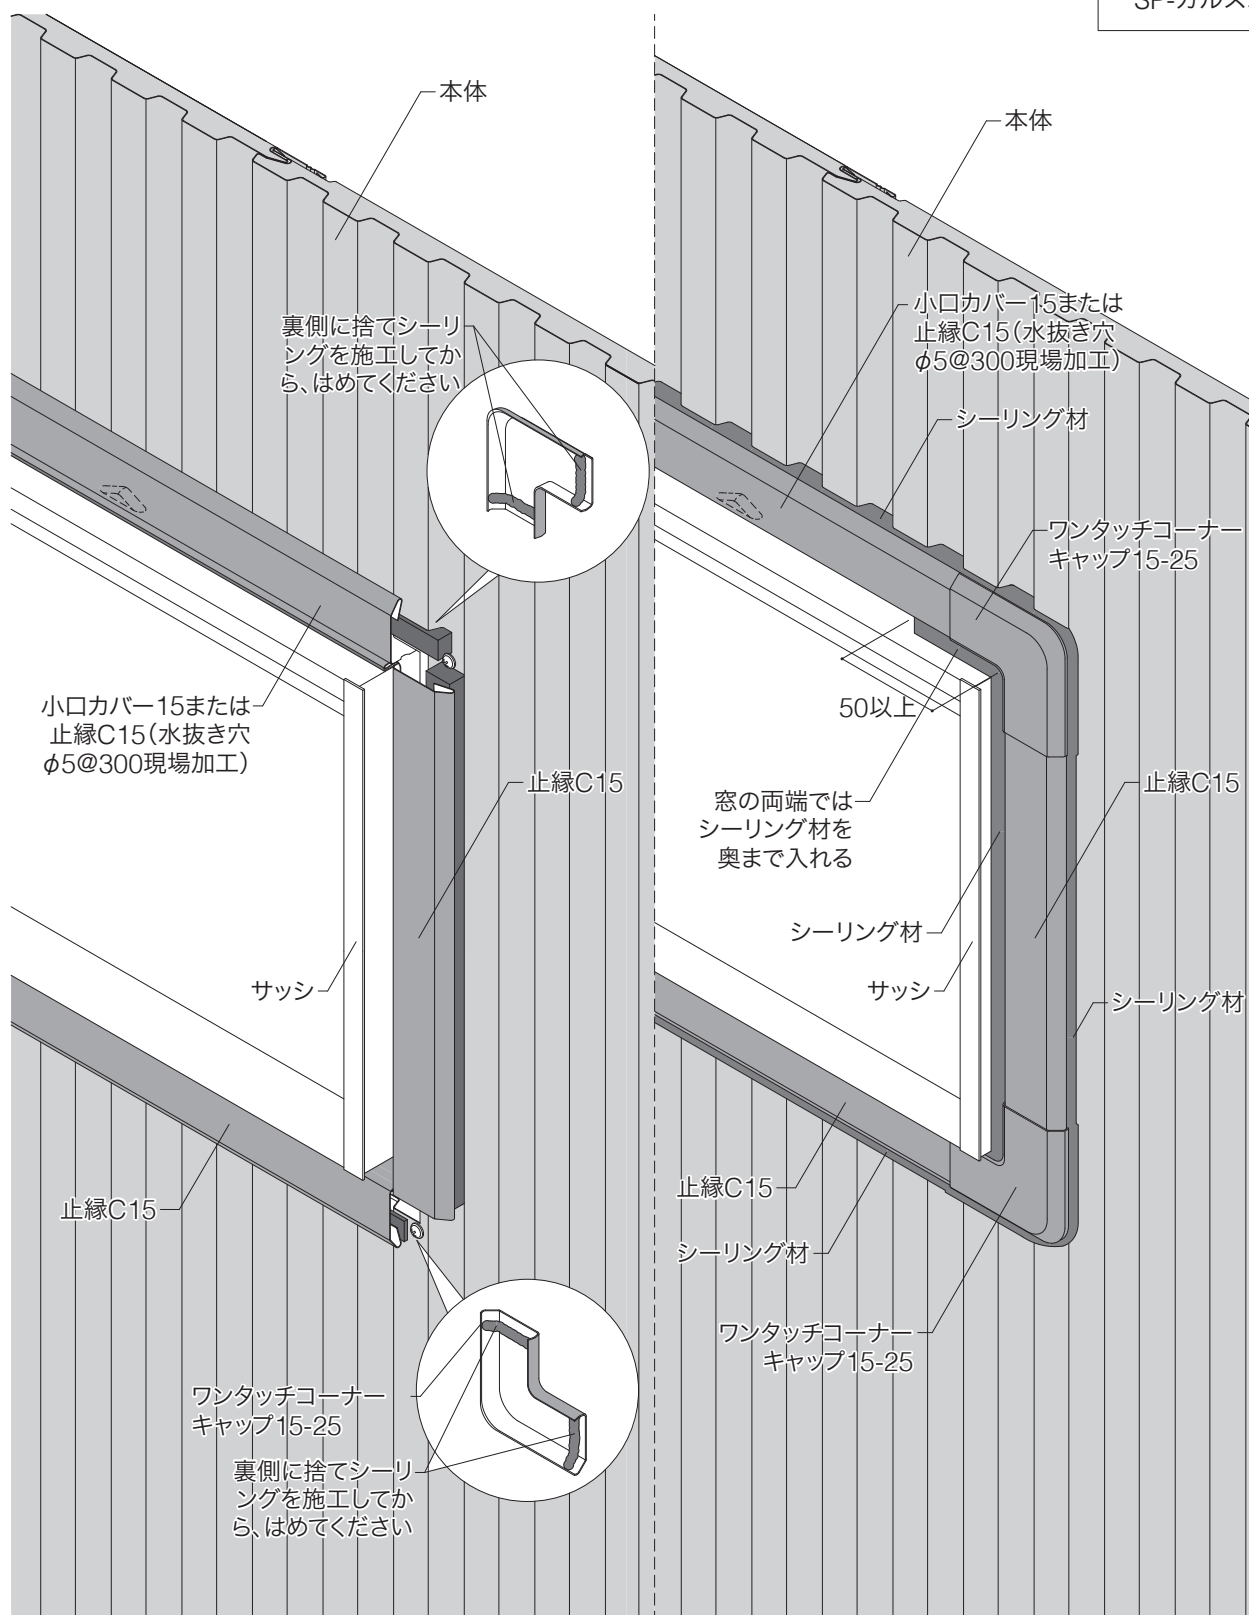 本体
裏側に捨てシーリ
ングを施工してか
ら、はめてください
小口カバー15または
止縁C15(水抜き穴
φ5@300現場加工)
止縁C15
サッシ
止縁C15
ワンタッチコーナー
キャップ15-25
裏側に捨てシーリ
ングを施工してか
ら、はめてください
本体
小口カバー15または
止縁C15(水抜き穴
φ5@300現場加工)
シーリング材
ワンタッチコーナー
キャップ15-25
50以上
窓の両端では
シーリング材を
奥まで入れる
止縁C15
シーリング材
サッシ
シーリング材
止縁C15
シーリング材
ワンタッチコーナー
キャップ15-25